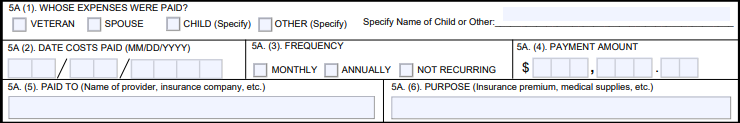 5A (1). WHOSE EXPENSES WERE PAID?
VETERAN SPOUSE CHILD (Specify) OTHER (Specify) Specify Name of Child or Other:
5A (2). DATE COSTS PAID (MM/DD/YYYY) 5A. (3). FREQUENCY 5A. (4). PAYMENT AMOUNT
/ / MONTHLY ANNUALLY NOT RECURRING $ , .
5A. (5). PAID TO (Name of provider, insurance company, etc.) 5A. (6). PURPOSE (Insurance premium, medical supplies, etc.)